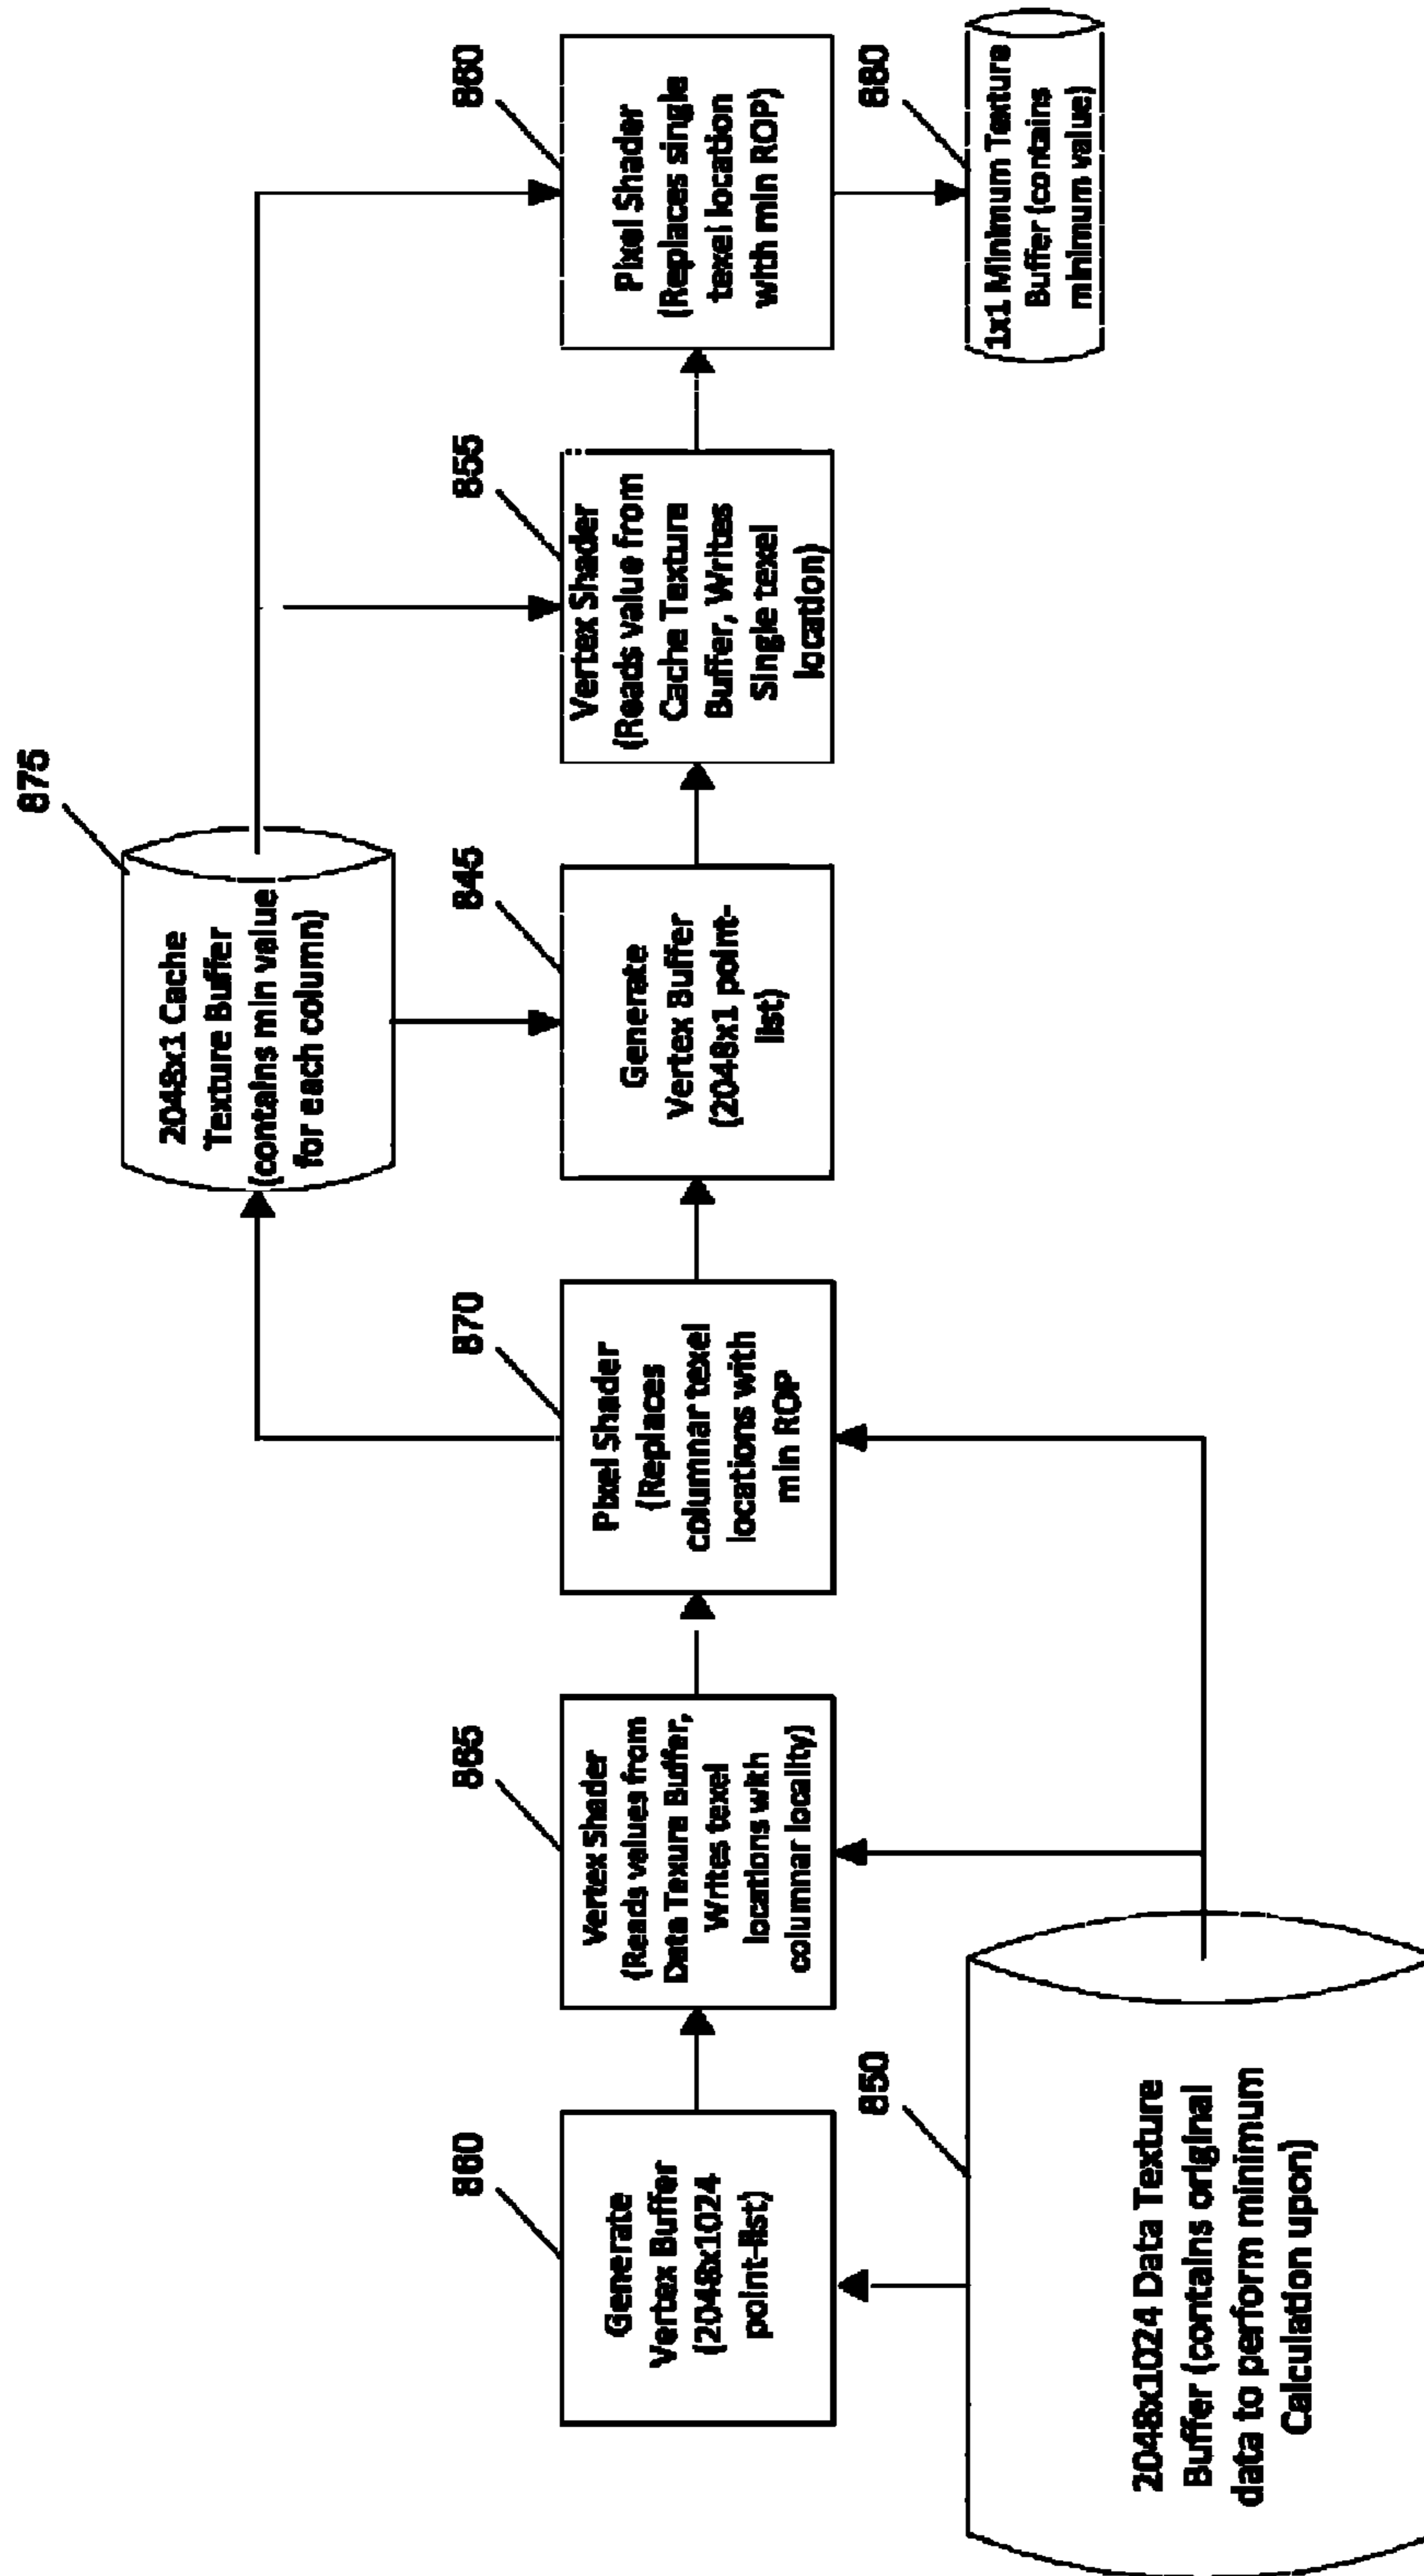 875
2048x1 Cache
Texture Buffer
(contains min value
for each column)
860
Generate
Vertex Buffer
(2048x1024
point-list)
865
Vertex Shader
(Reads values from
Data Texure Buffer,
Writes texel
locations with
columnar locality)
870
Pixel Shader
(Replaces
columnar texel
locations with
min ROP
845
Generate
Vertex Buffer
(2048x1 point-
list)
855
Vertex Shader
(Reads value from
Cache Texture
Buffer, Writes
Single texel
location)
860
Pixel Shader
(Replaces single
texel location
with min ROP)
850
2048x1024 Data Texture
Buffer (contains original
data to perform minimum
Calculation upon)
880
1x1 Minimum Texture
Buffer (contains
minimum value)